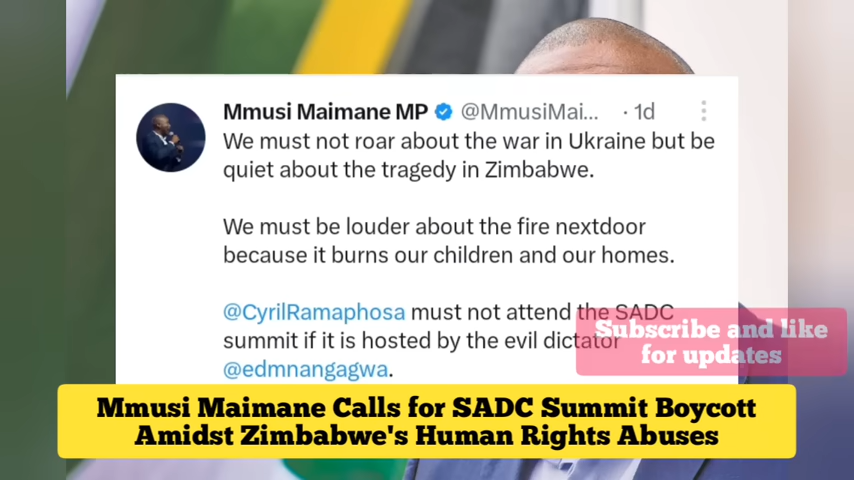 Mmusi Maimane MP @MmusiMai... · 1d
We must not roar about the war in Ukraine but be
quiet about the tragedy in Zimbabwe.
We must be louder about the fire nextdoor
because it burns our children and our homes.
@CyrilRamaphosa must not attend the SADC
summit if it is hosted by the evil dictator
@edmnangagwa.
Subscribe and like
for updates
Mmusi Maimane Calls for SADC Summit Boycott
Amidst Zimbabwe's Human Rights Abuses